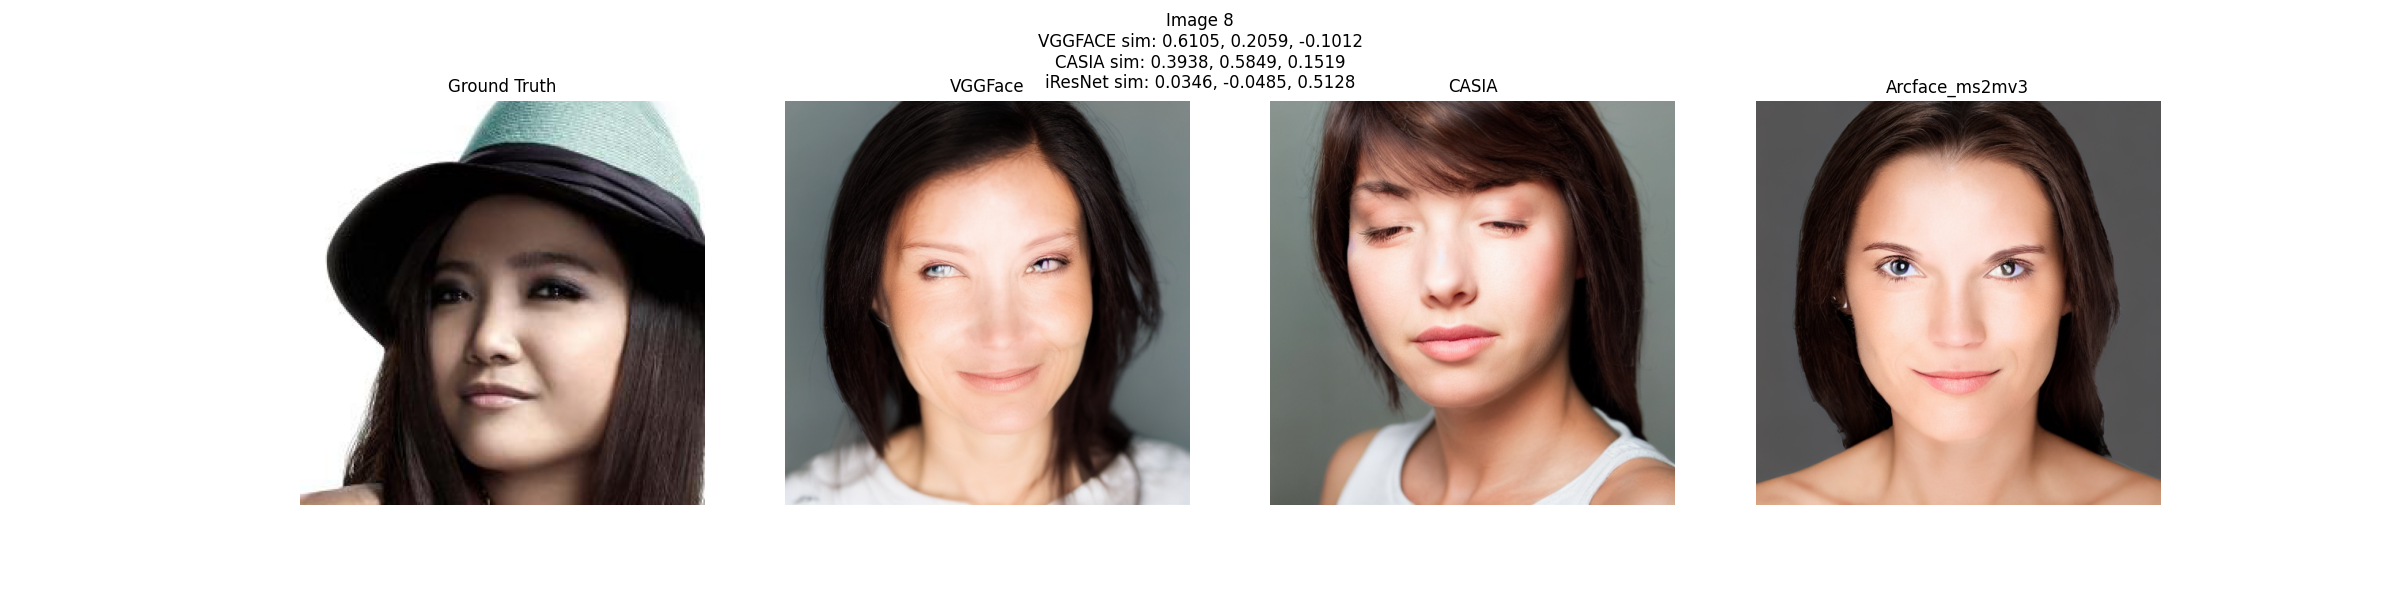 Image 8
VGGFACE sim: 0.6105, 0.2059, -0.1012
CASIA sim: 0.3938, 0.5849, 0.1519
iResNet sim: 0.0346, -0.0485, 0.5128
Ground Truth
VGGFace
CASIA
Arcface_ms2mv3